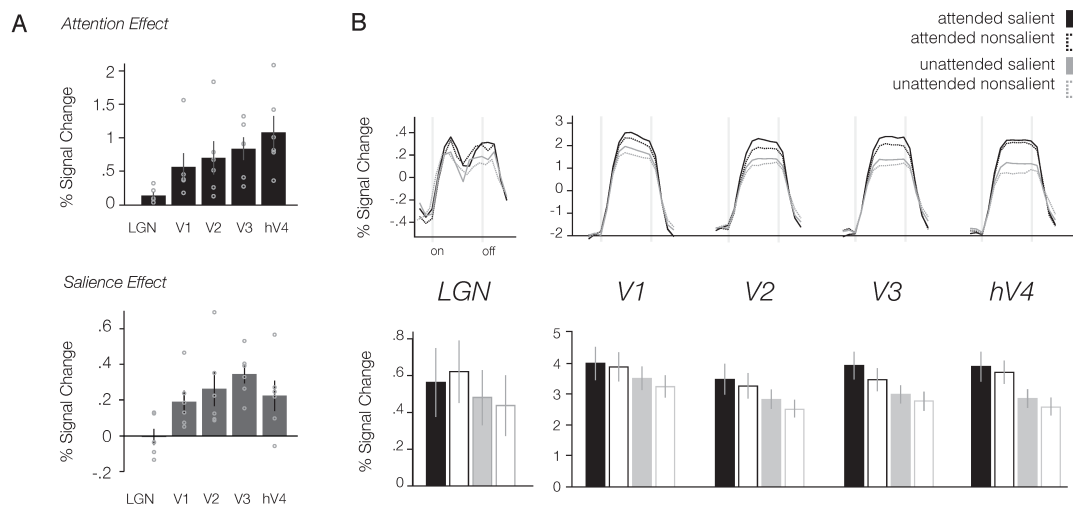 A
Attention Effect
% Signal Change
2
1.5
1
.5
0
LGN V1 V2 V3 hV4
Salience Effect
% Signal Change
.6
.4
.2
0
-.2
LGN V1 V2 V3 hV4
B
attended salient
attended nonsalient
unattended salient
unattended nonsalient
% Signal Change
.4
0.2
0
-.2
-.4
on off
3
2
1
0
-1
-2
LGN V1 V2 V3 hV4
% Signal Change
.8
.6
.4
.2
0
5
4
3
2
1
0